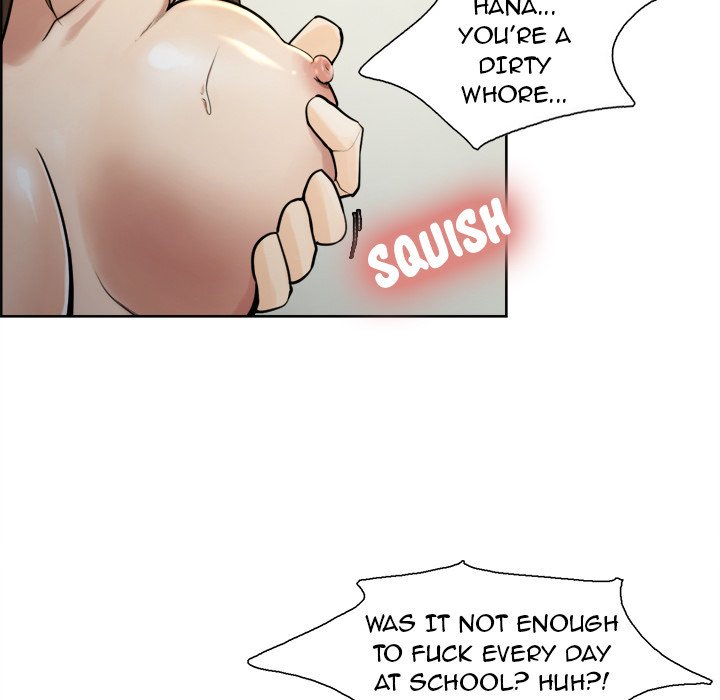 HANA...
YOU'RE A
DIRTY
WHORE...
SQUISH
WAS IT NOT ENOUGH
TO FUCK EVERY DAY
AT SCHOOL? HUH?!